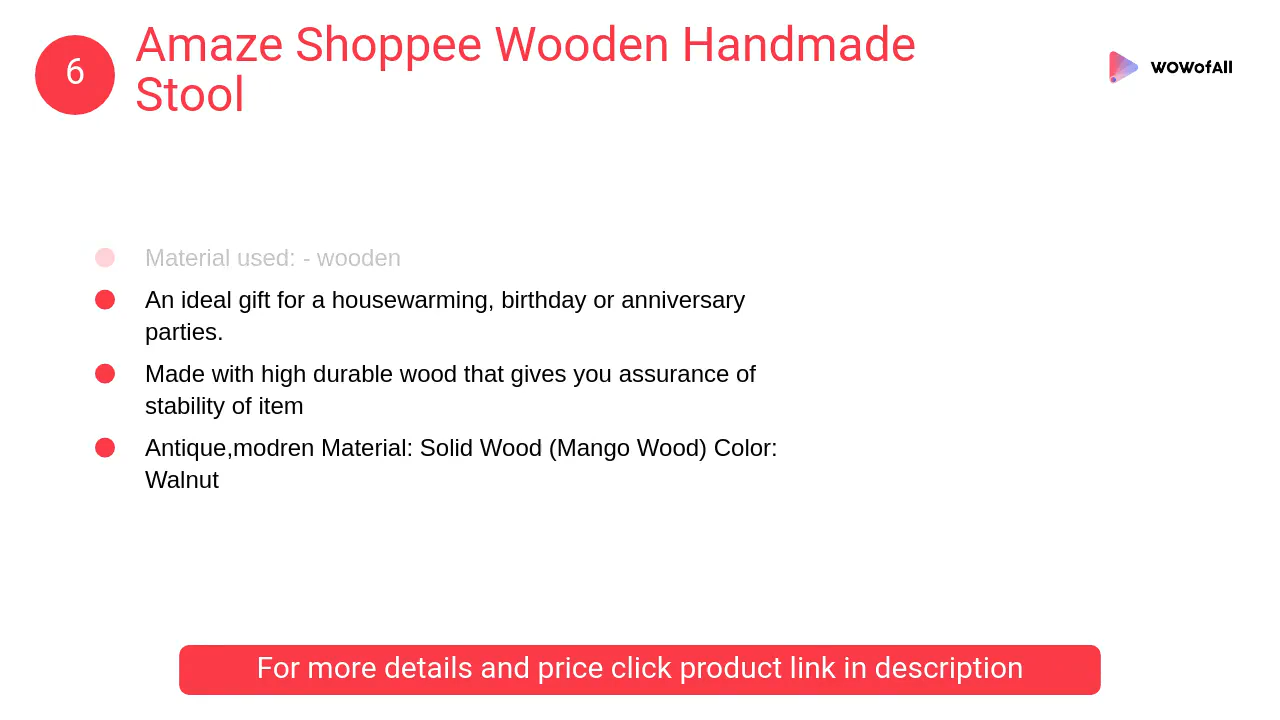 6
Amaze Shoppee Wooden Handmade
Stool
WOWofAll
Material used: - wooden
An ideal gift for a housewarming, birthday or anniversary
parties.
Made with high durable wood that gives you assurance of
stability of item
Antique,modren Material: Solid Wood (Mango Wood) Color:
Walnut
For more details and price click product link in description